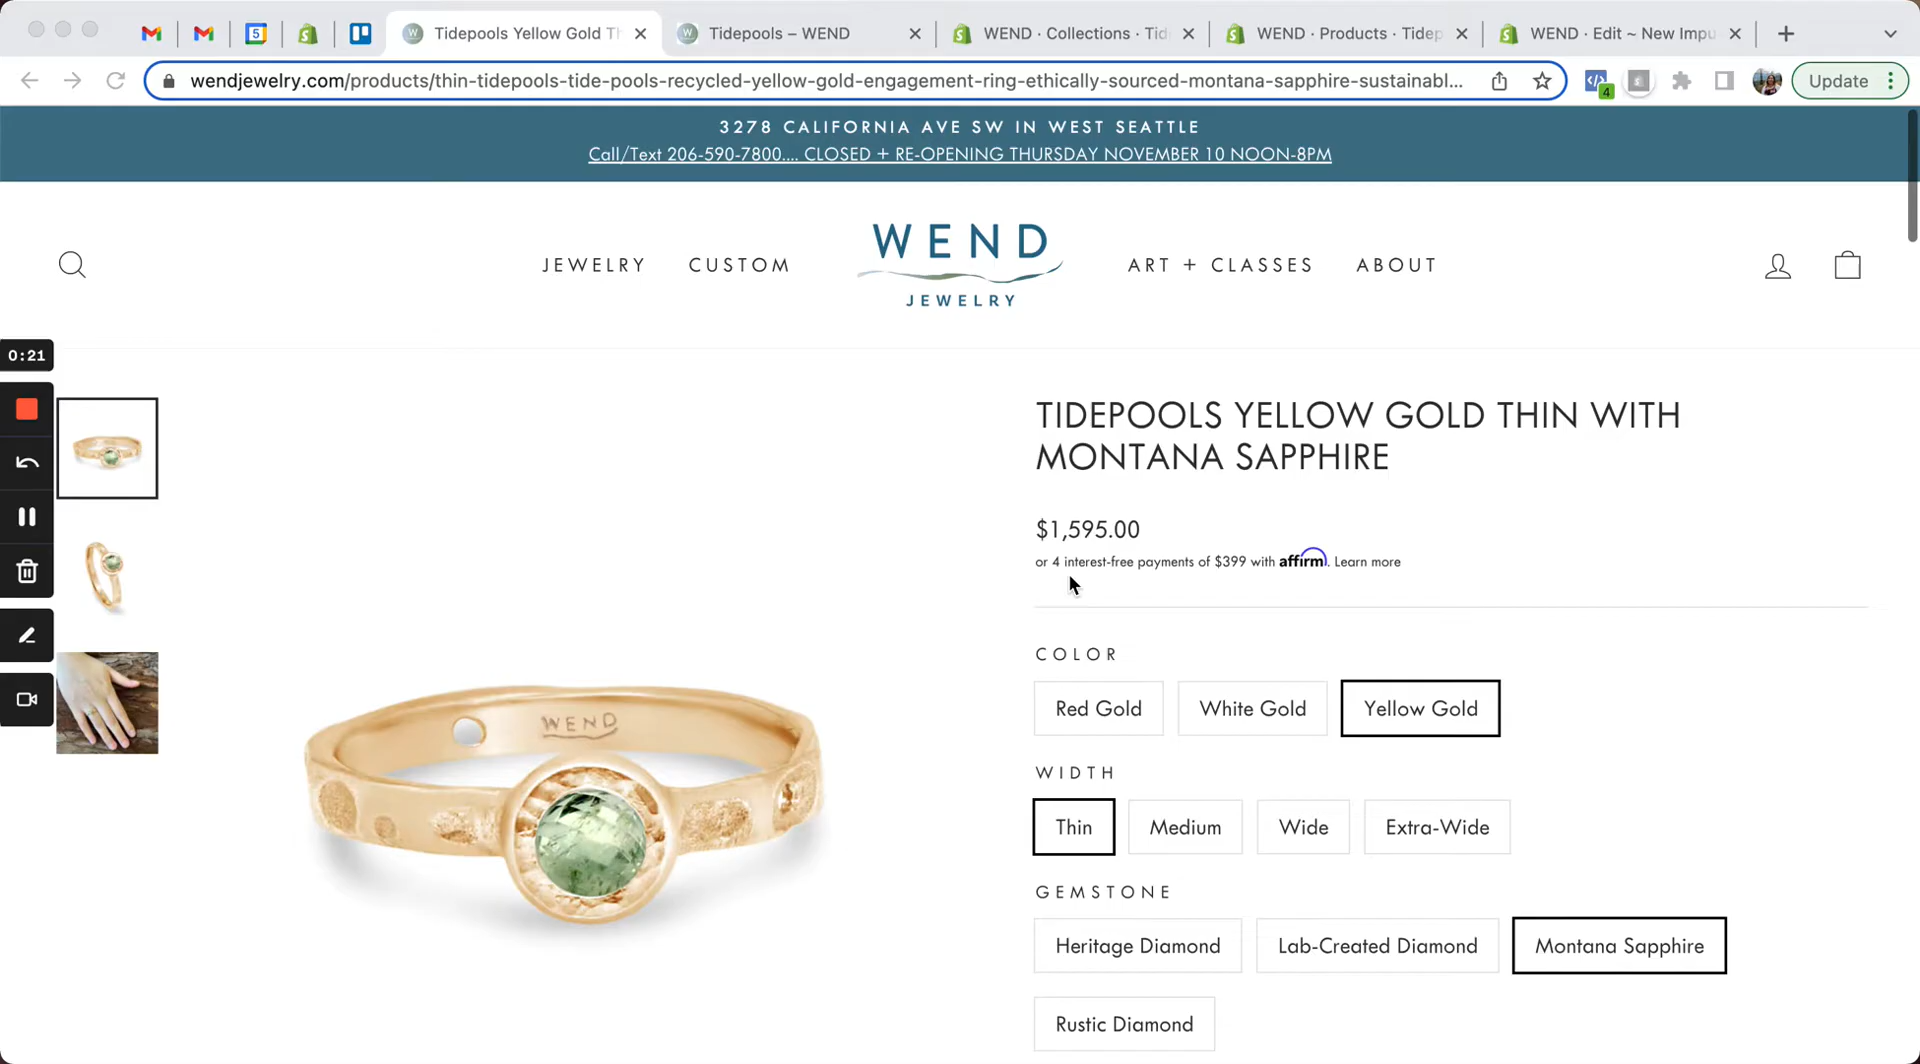 Tidepools Yellow Gold Th
Tidepools – WEND
WEND · Collections · Tid
WEND · Products · Tidep
WEND · Edit ~ New Impu
wendjewelry.com/products/thin-tidepools-tide-pools-recycled-yellow-gold-engagement-ring-ethically-sourced-montana-sapphire-sustainabl...
4
Update
3278 CALIFORNIA AVE SW IN WEST SEATTLE
Call/Text 206-590-7800.... CLOSED + RE-OPENING THURSDAY NOVEMBER 10 NOON-8PM
JEWELRY
CUSTOM
WEND
JEWELRY
ART + CLASSES
ABOUT
0:21
TIDEPOOLS YELLOW GOLD THIN WITH
MONTANA SAPPHIRE
$1,595.00
or 4 interest-free payments of $399 with affirm. Learn more
COLOR
Red Gold
White Gold
Yellow Gold
WIDTH
Thin
Medium
Wide
Extra-Wide
GEMSTONE
Heritage Diamond
Lab-Created Diamond
Montana Sapphire
Rustic Diamond
WEND